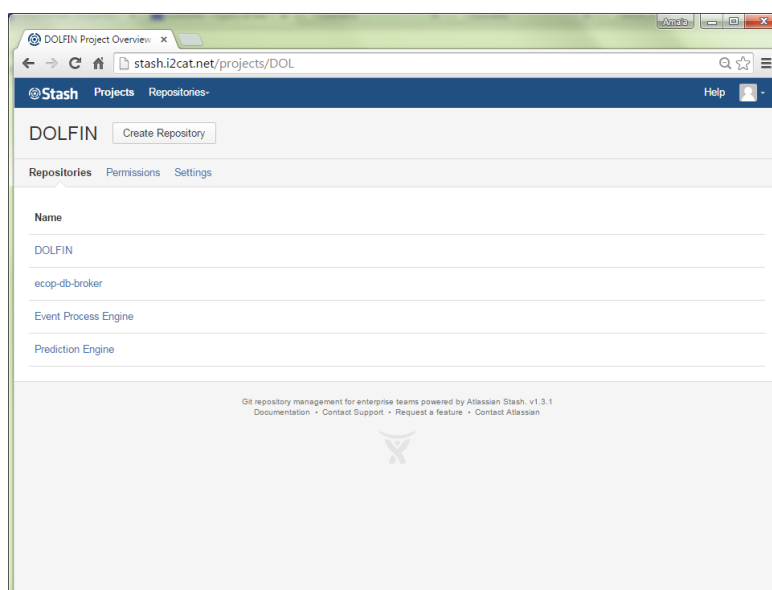 Amaia
DOLFIN Project Overview
stash.i2cat.net/projects/DOL
Stash Projects Repositories Help
DOLFIN Create Repository
Repositories Permissions Settings
Name
DOLFIN
ecop-db-broker
Event Process Engine
Prediction Engine
Git repository management for enterprise teams powered by Atlassian Stash. v1.3.1
Documentation • Contact Support • Request a feature • Contact Atlassian